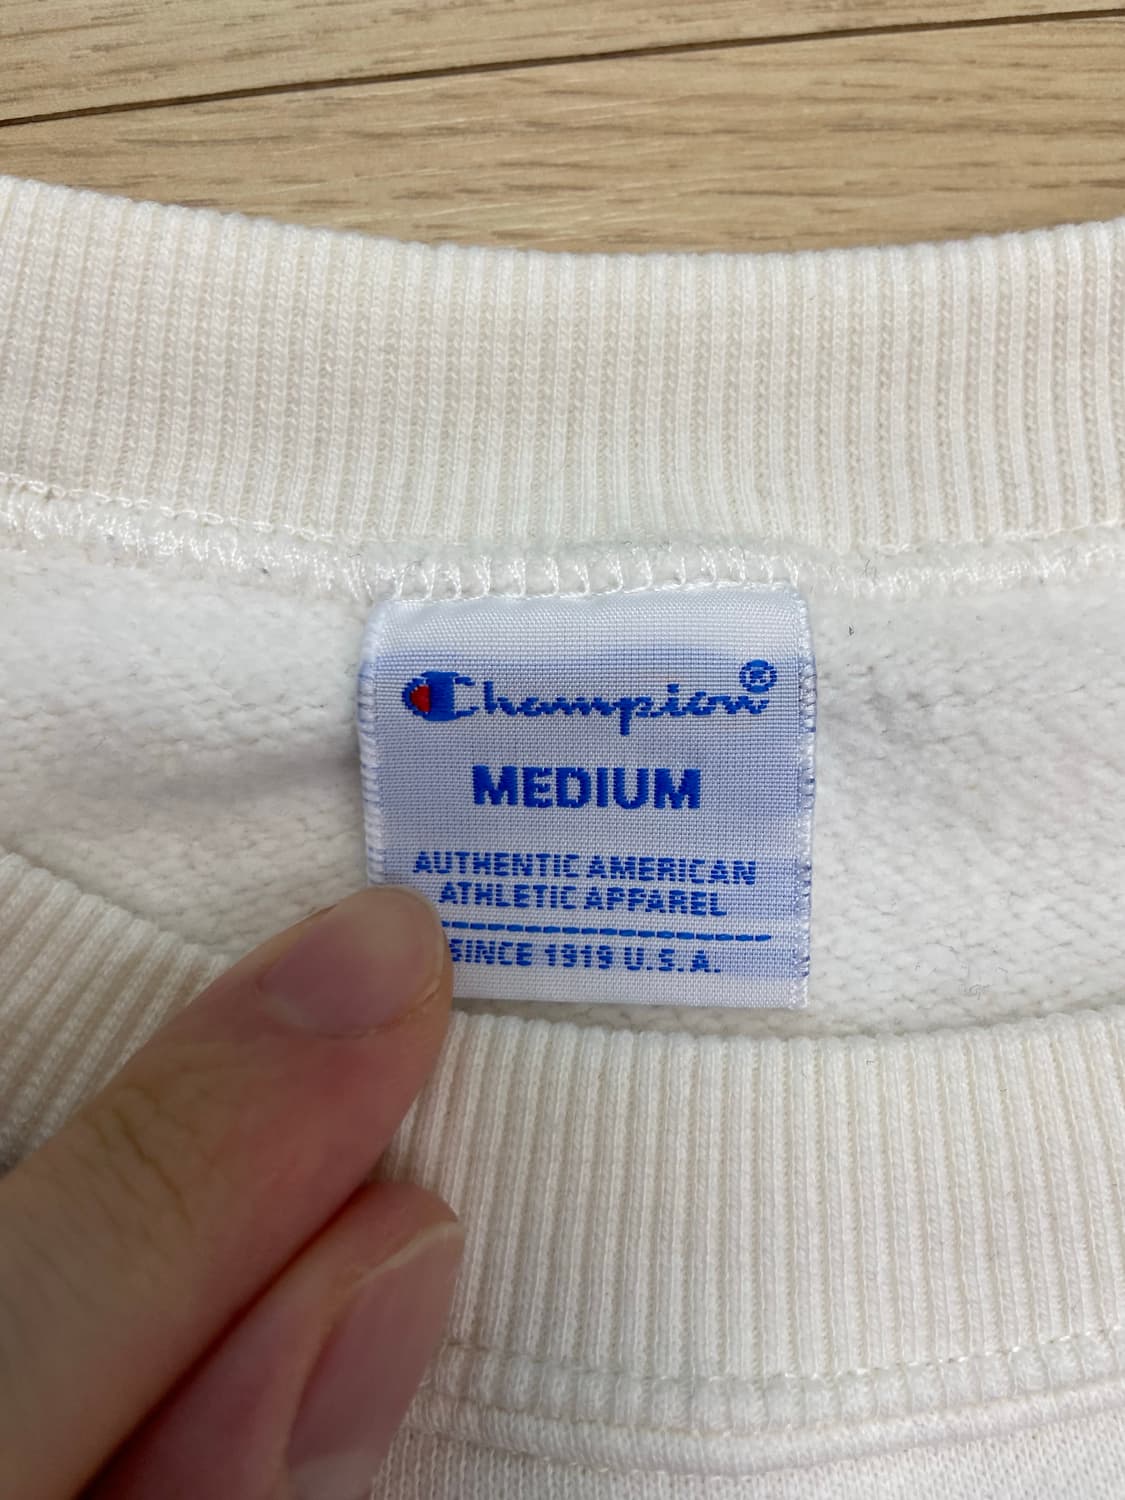 Champion®
MEDIUM
AUTHENTIC AMERICAN
ATHLETIC APPAREL
SINCE 1919 U.S.A.